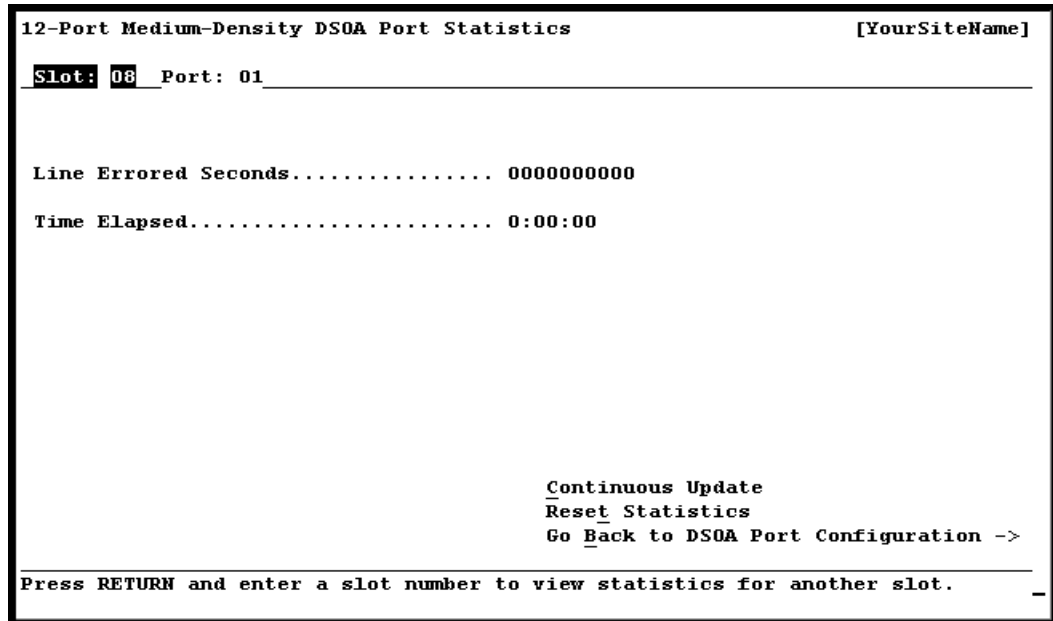 12-Port Medium-Density DS0A Port Statistics [YourSiteName]
Slot: 08 Port: 01
Line Errored Seconds................ 0000000000
Time Elapsed........................ 0:00:00
Continuous Update
Reset Statistics
Go Back to DS0A Port Configuration ->
Press RETURN and enter a slot number to view statistics for another slot.